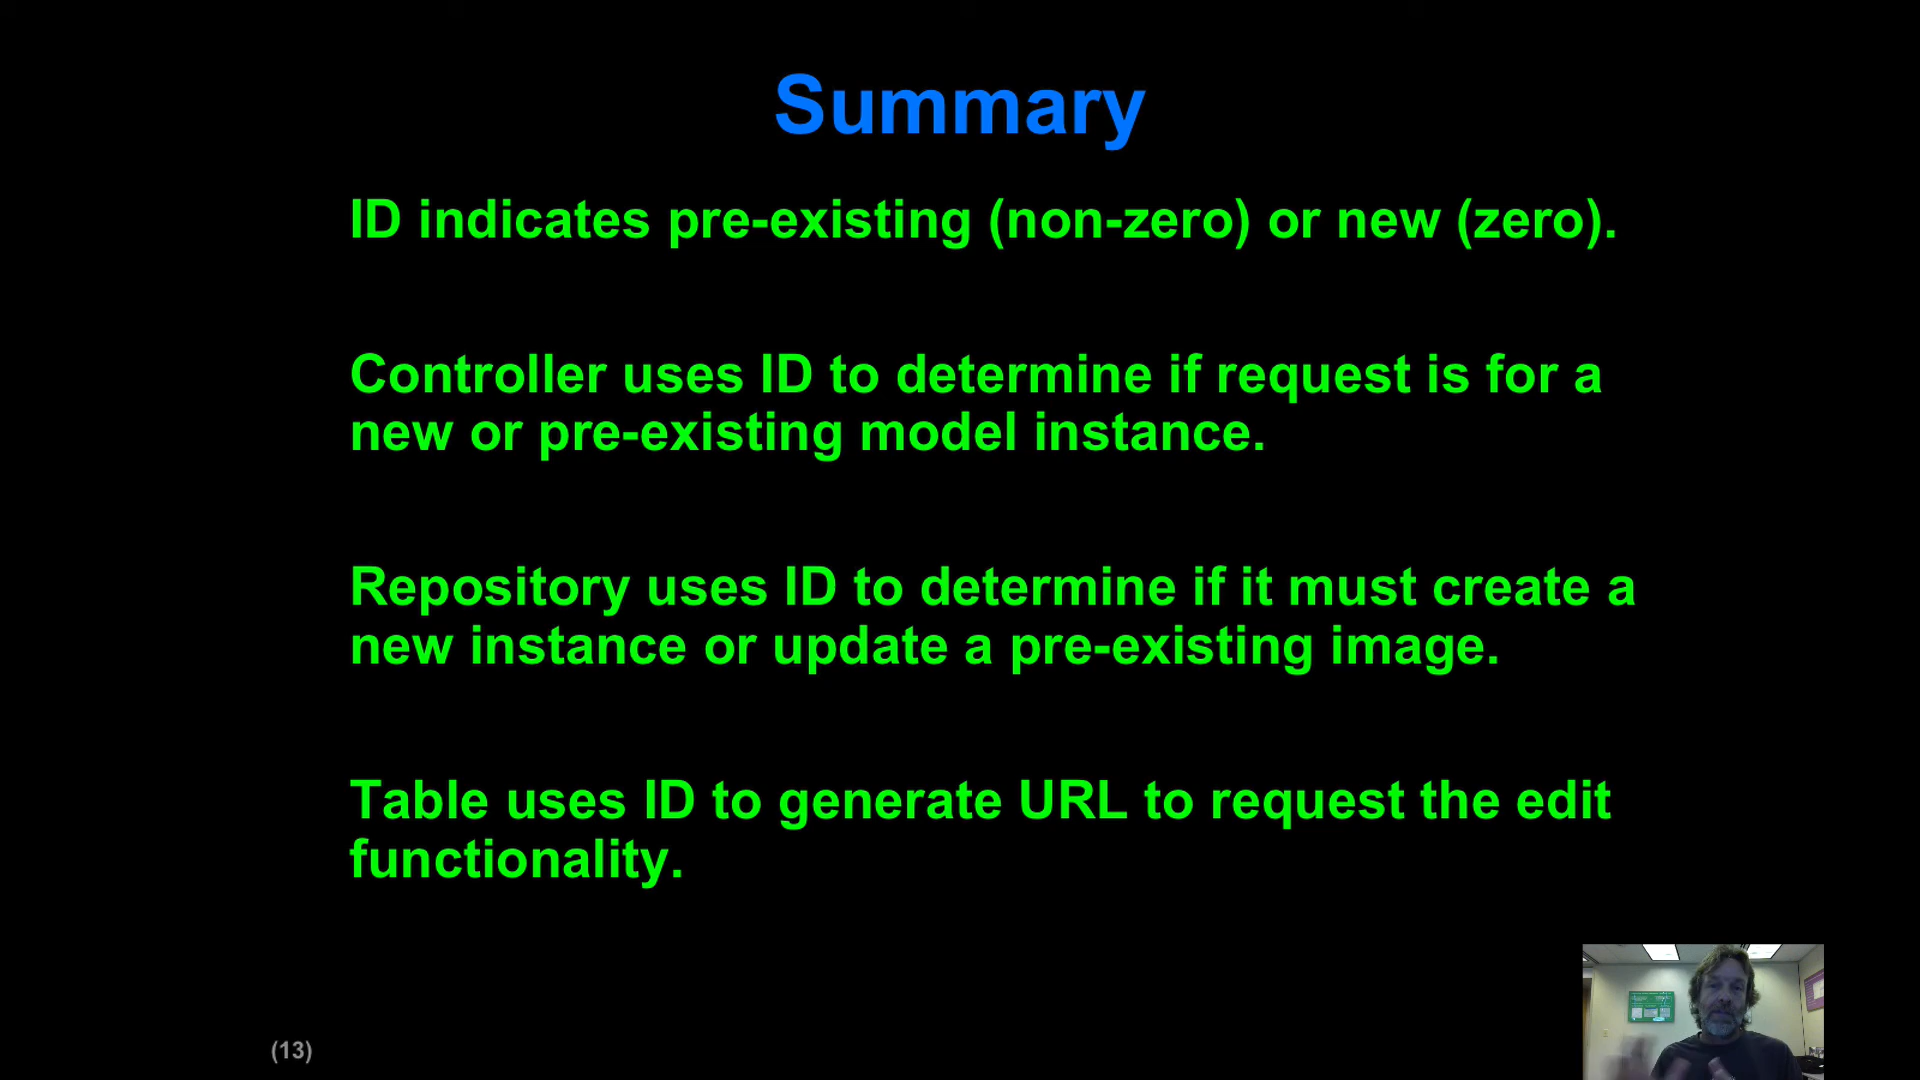 Summary
ID indicates pre-existing (non-zero) or new (zero).
Controller uses ID to determine if request is for a
new or pre-existing model instance.
Repository uses ID to determine if it must create a
new instance or update a pre-existing image.
Table uses ID to generate URL to request the edit
functionality.
(13)